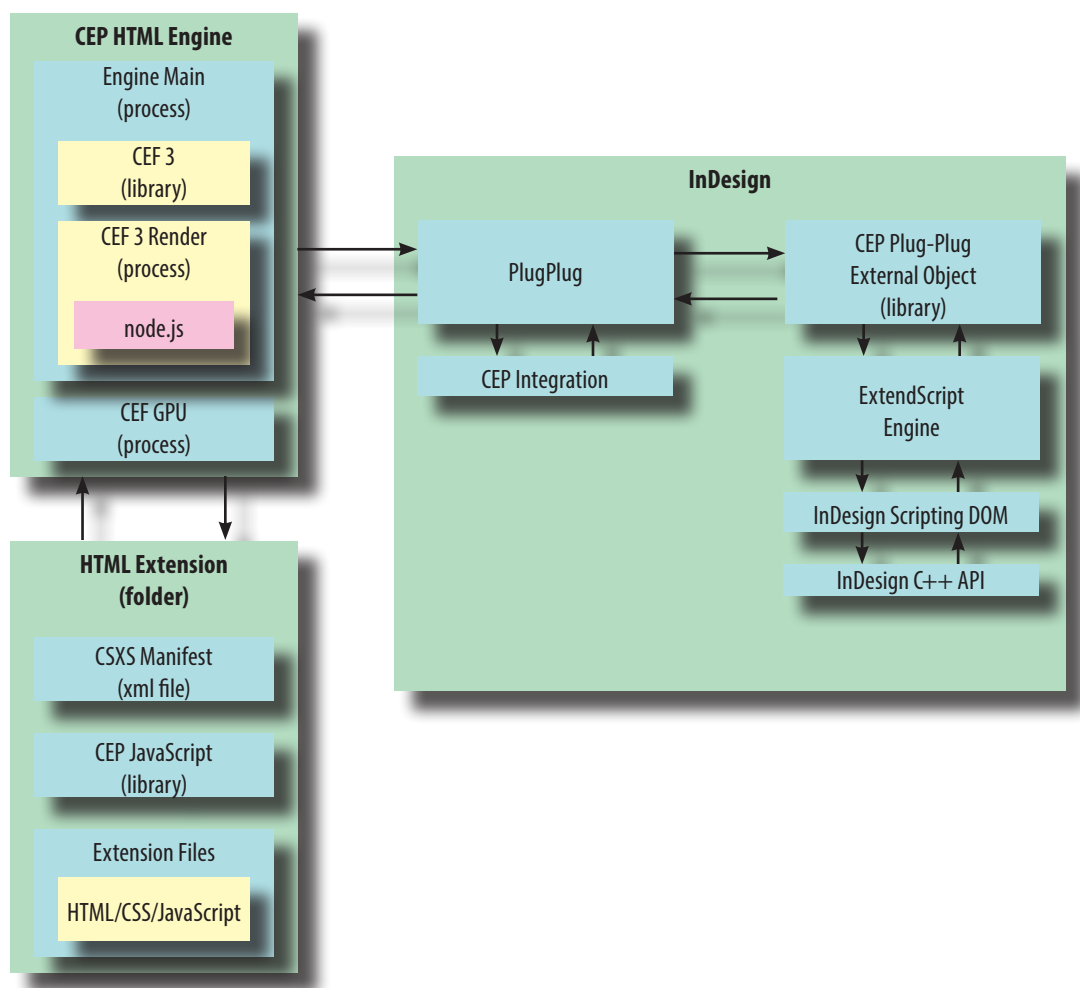 CEP HTML Engine
Engine Main
(process)
CEF 3
(library)
CEF 3 Render
(process)
node.js
CEF GPU
(process)
HTML Extension
(folder)
CSXS Manifest
(xml file)
CEP JavaScript
(library)
Extension Files
HTML/CSS/JavaScript
InDesign
PlugPlug
CEP Integration
CEP Plug-Plug
External Object
(library)
ExtendScript
Engine
InDesign Scripting DOM
InDesign C++ API